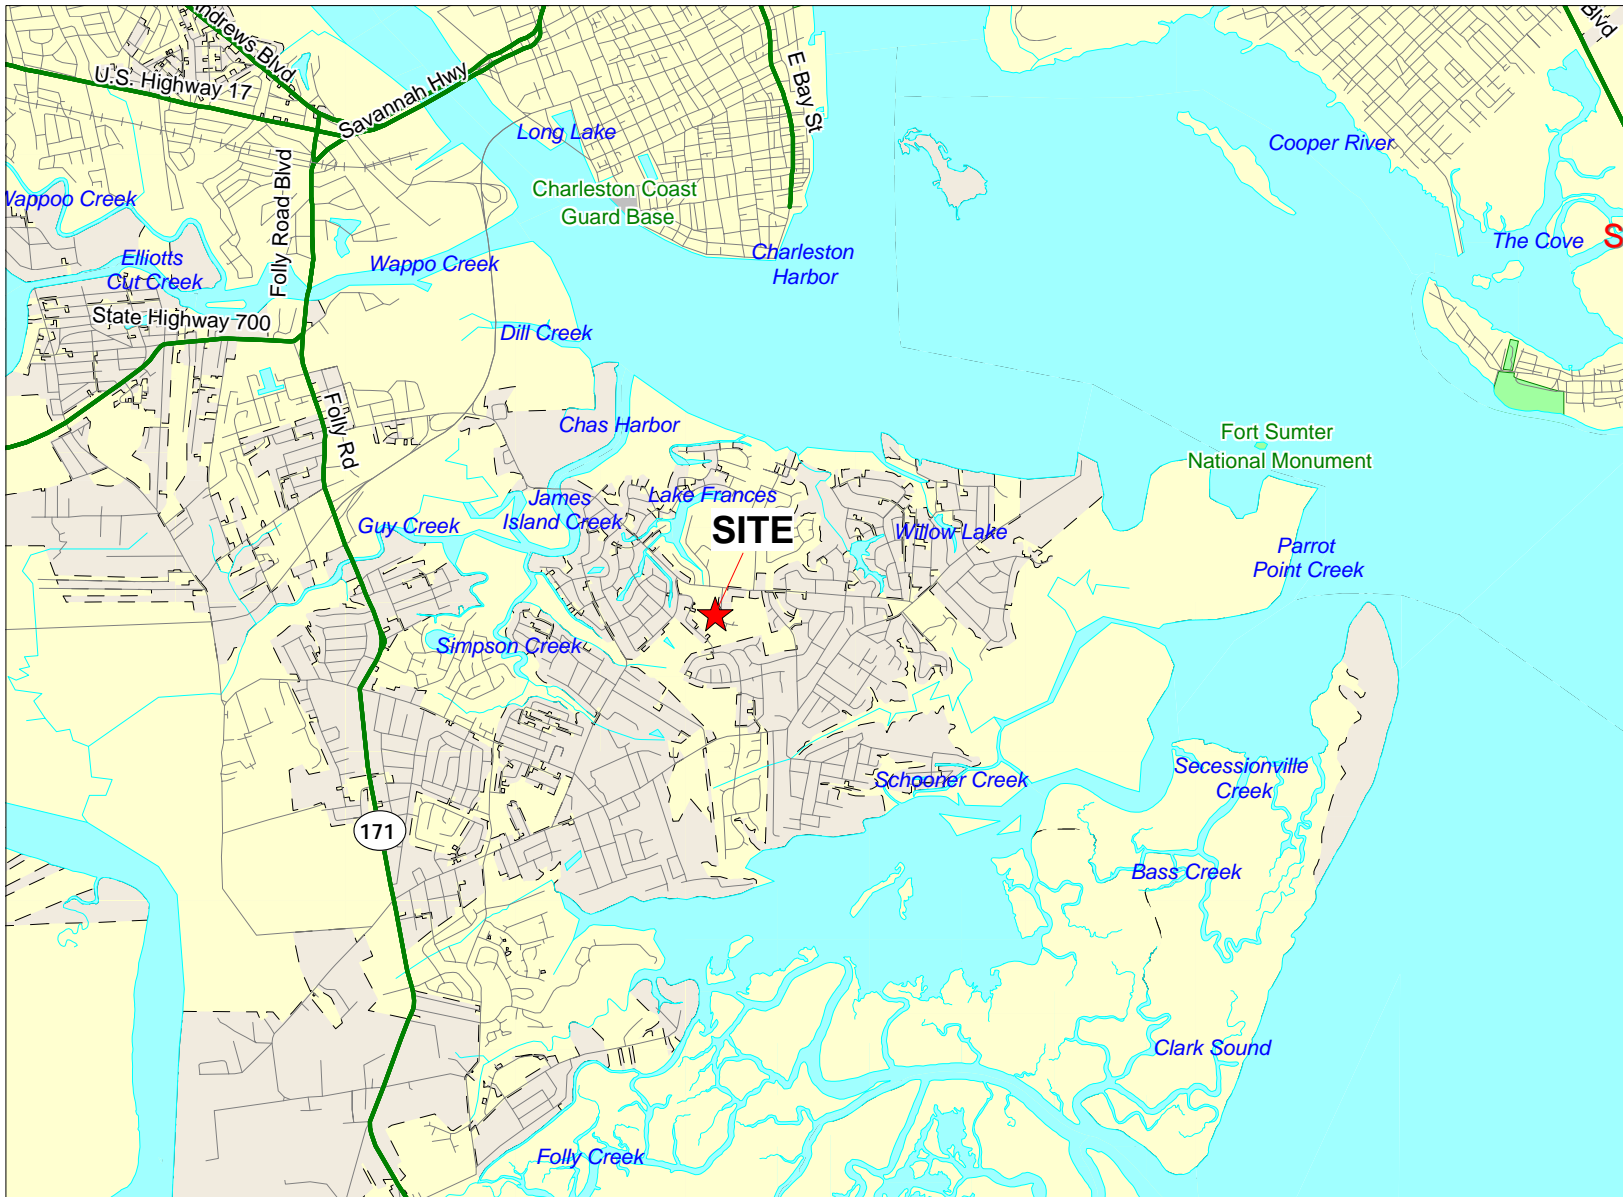 ndrews Blvd
Blvd
U.S. Highway 17
Savannah Hwy
E Bay St
Long Lake
Cooper River
Charleston Coast
Guard Base
Wappoo Creek
Folly Road Blvd
The Cove
S
Elliotts
Cut Creek
Wappo Creek
Charleston
Harbor
State Highway 700
Dill Creek
Folly Rd
Chas Harbor
Fort Sumter
National Monument
James
Island Creek
Lake Frances
SITE
Guy Creek
Willow Lake
Parrot
Point Creek
Simpson Creek
Schooner Creek
Secessionville
Creek
171
Bass Creek
Clark Sound
Folly Creek